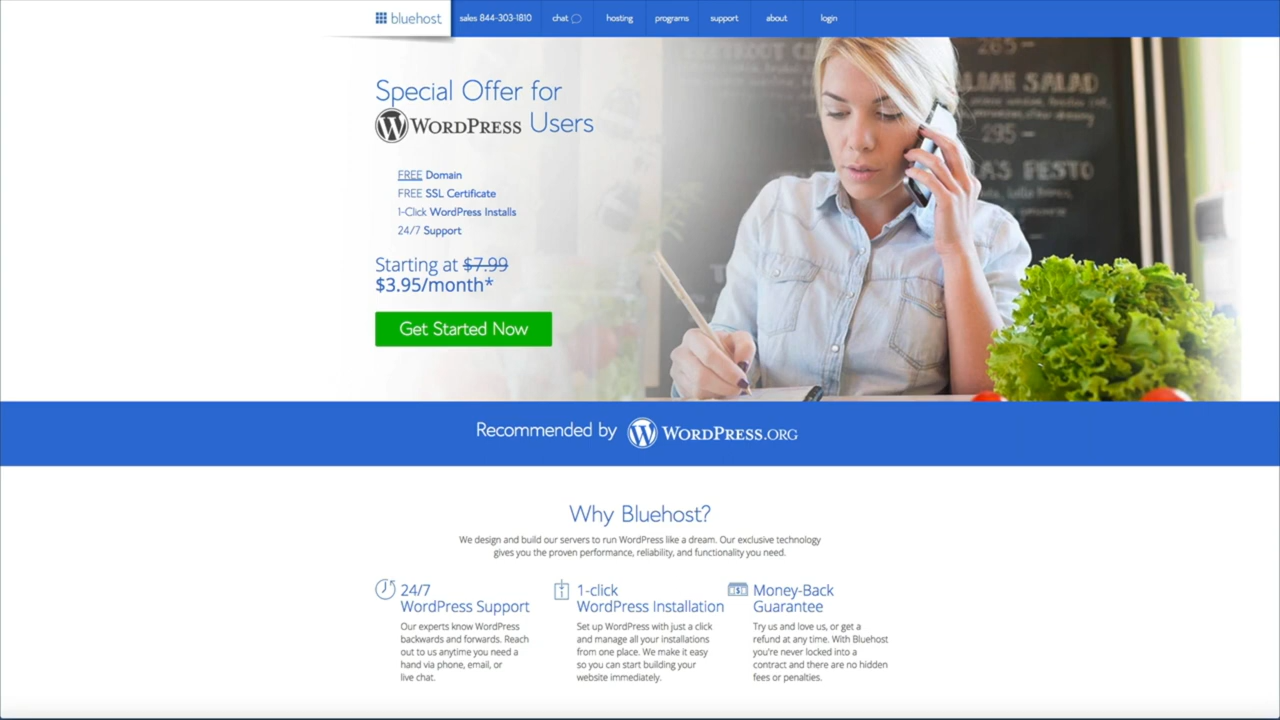 bluehost
sales 844-303-1810
chat
hosting
programs
support
about
login
Special Offer for
WORDPRESS Users
FREE Domain
FREE SSL Certificate
1-Click WordPress Installs
24/7 Support
Starting at $7.99
$3.95/month*
Get Started Now
265-
SALAD
295-
Recommended by WORDPRESS.ORG
Why Bluehost?
We design and build our servers to run WordPress like a dream. Our exclusive technology
gives you the proven performance, reliability, and functionality you need.
24/7
WordPress Support
Our experts know WordPress
backwards and forwards. Reach
out to us anytime you need a
hand via phone, email, or
live chat.
1-click
WordPress Installation
Set up WordPress with just a click
and manage all your installations
from one place. We make it easy
so you can start building your
website immediately.
Money-Back
Guarantee
Try us and love us, or get a
refund at any time. With Bluehost
you're never locked into a
contract and there are no hidden
fees or penalties.